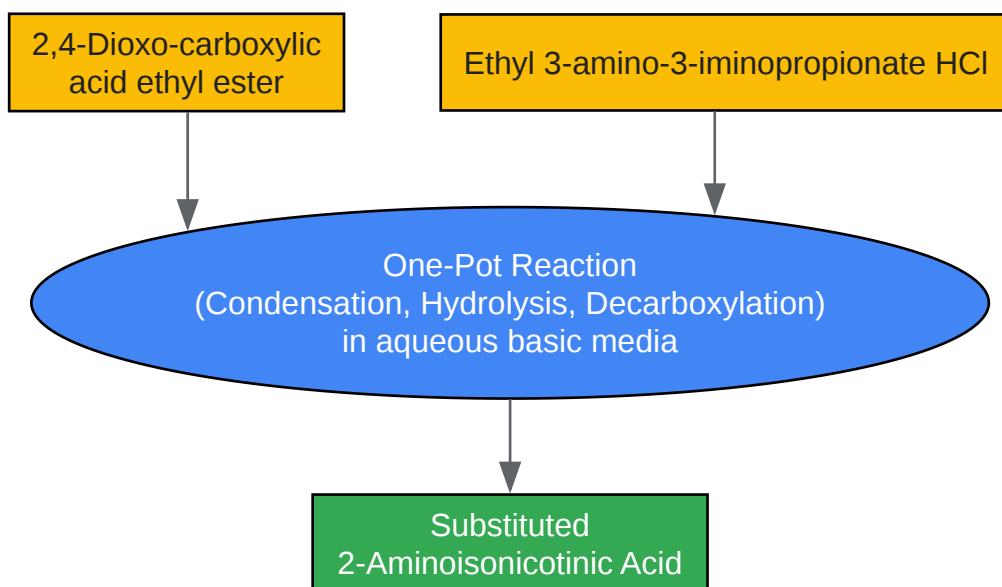 2,4-Dioxo-carboxylic
acid ethyl ester
Ethyl 3-amino-3-iminopropionate HCl
One-Pot Reaction
(Condensation, Hydrolysis, Decarboxylation)
in aqueous basic media
Substituted
2-Aminoisonicotinic Acid